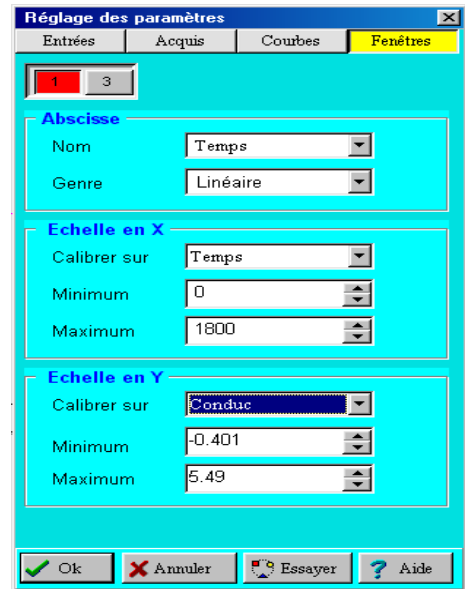 Réglage des paramètres
Entrées Acquis Courbes Fenêtres
1 3
Abscisse
Nom Temps
Genre Linéaire
Echelle en X
Calibrer sur Temps
Minimum 0
Maximum 1800
Echelle en Y
Calibrer sur Conduc
Minimum -0.401
Maximum 5.49
Ok Annuler Essayer ? Aide